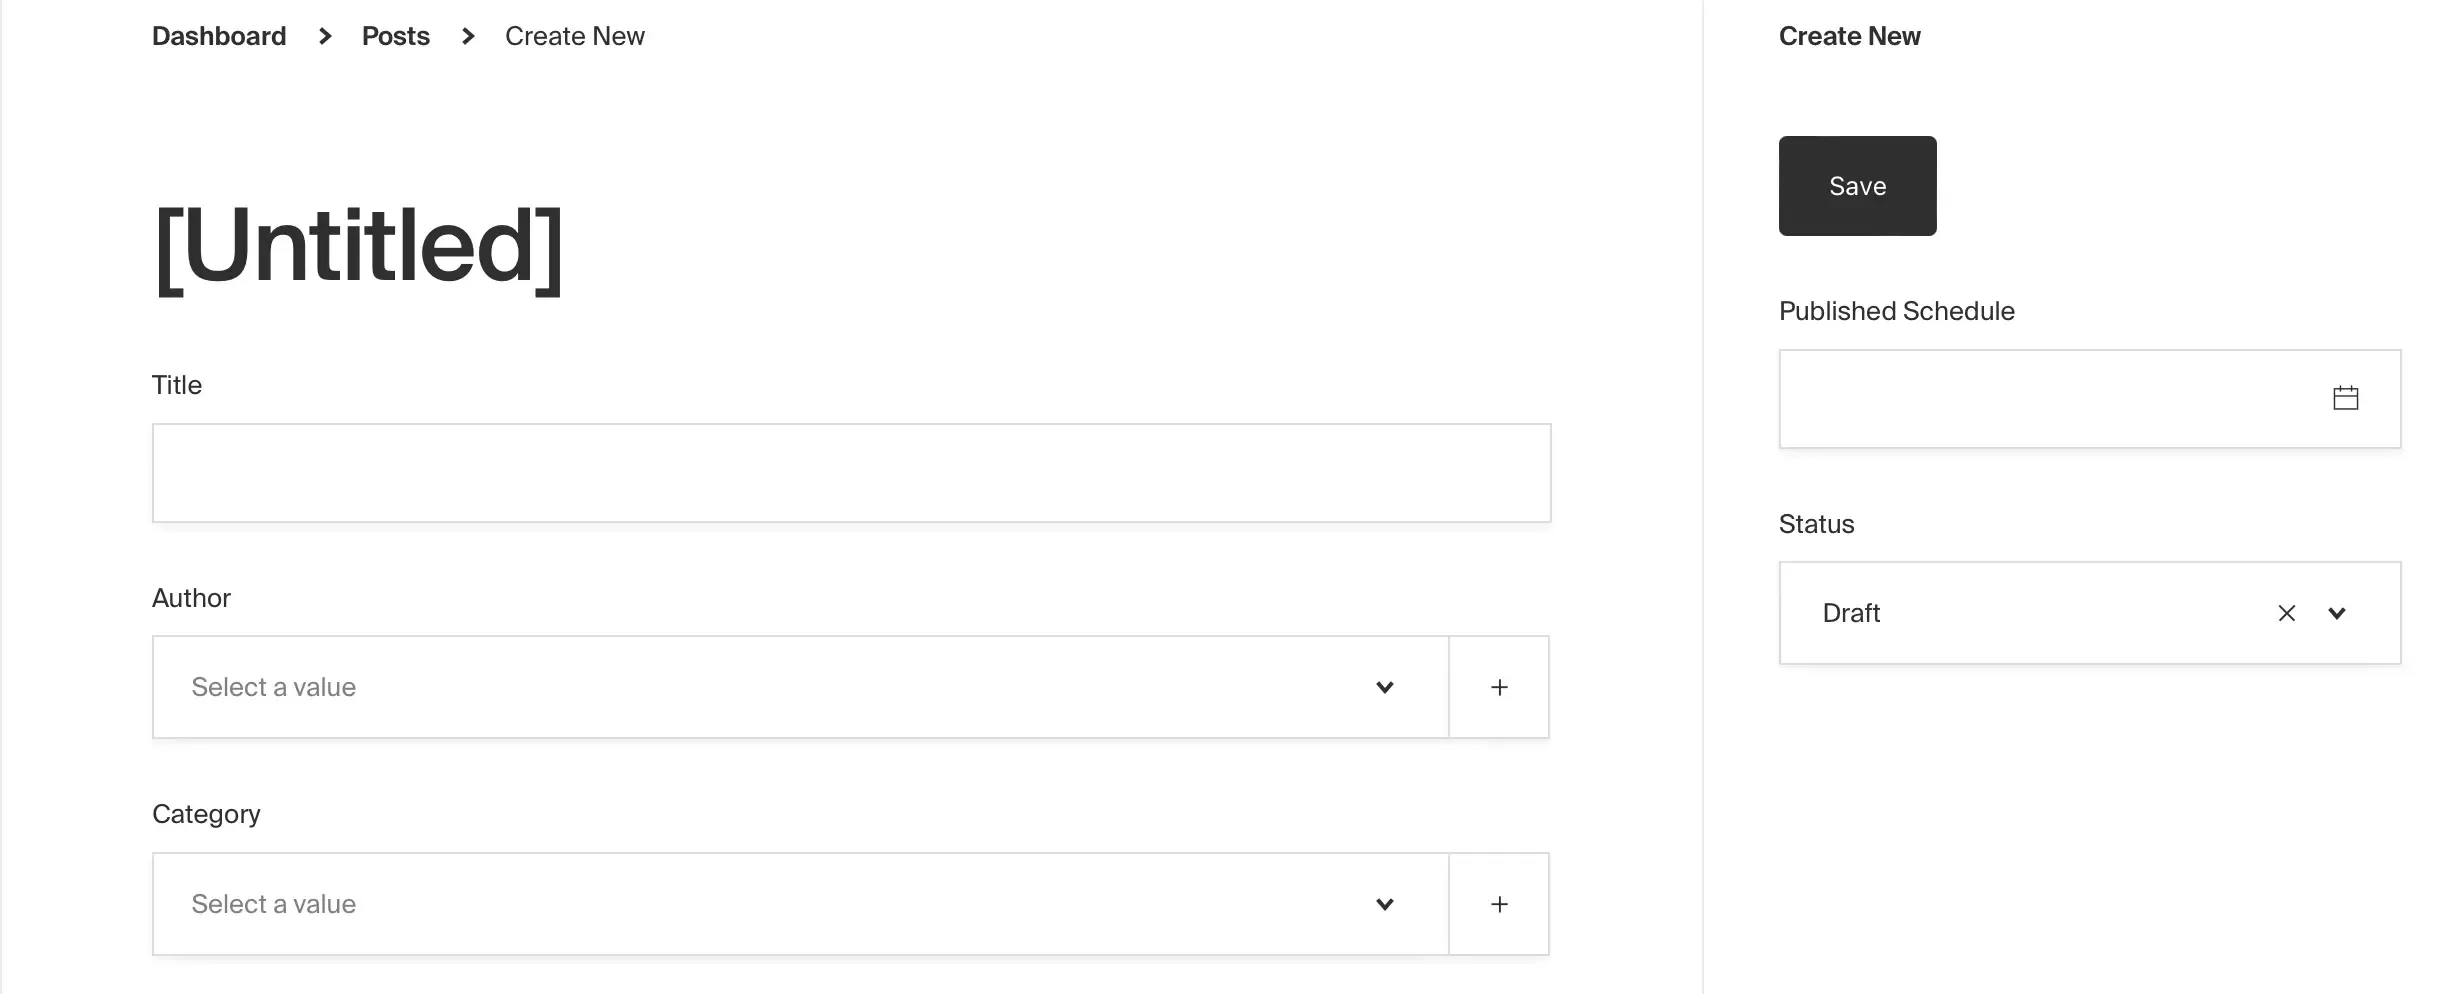 Dashboard > Posts > Create New
[Untitled]
Title
Author
Select a value
Category
Select a value
Create New
Save
Published Schedule
Status
Draft